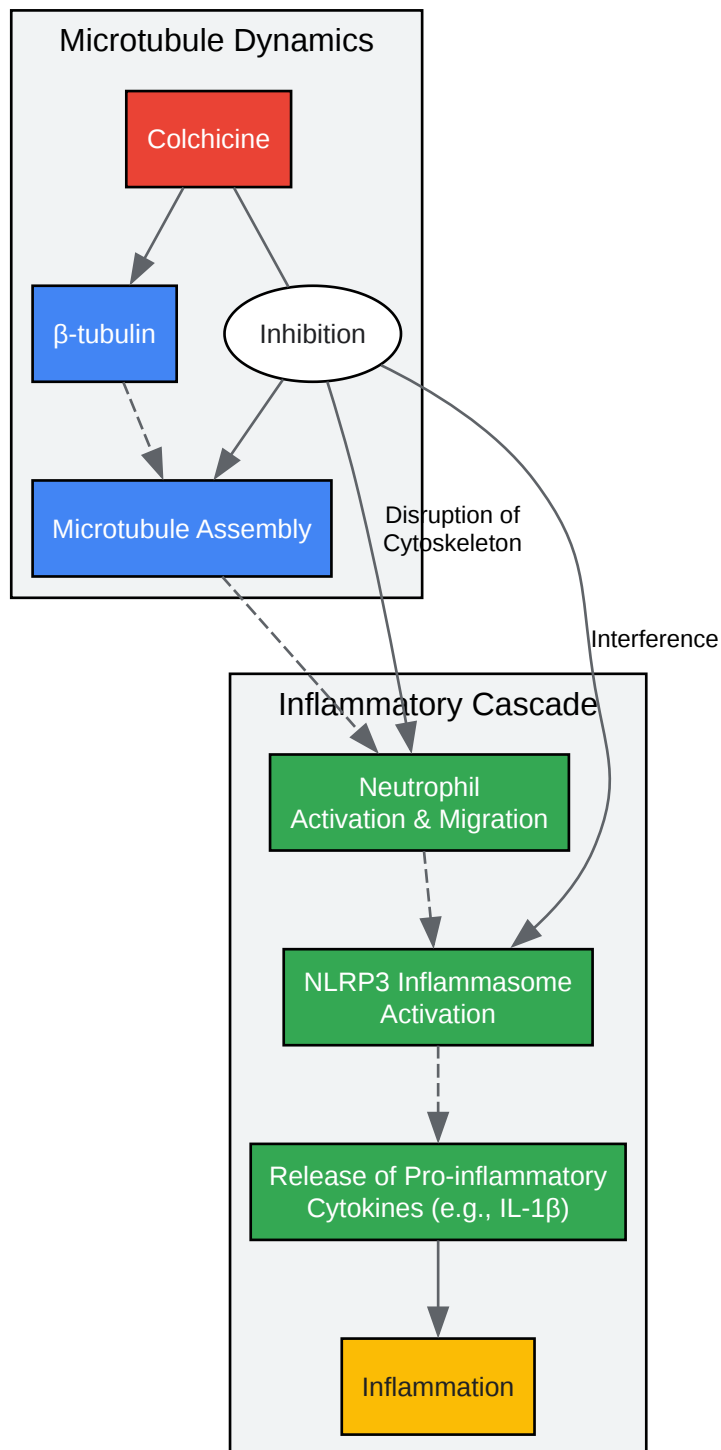 Microtubule Dynamics
Colchicine
β-tubulin
Inhibition
Microtubule Assembly
Disruption of
Cytoskeleton
Interference
Inflammatory Cascade
Neutrophil
Activation & Migration
NLRP3 Inflammasome
Activation
Release of Pro-inflammatory
Cytokines (e.g., IL-1β)
Inflammation